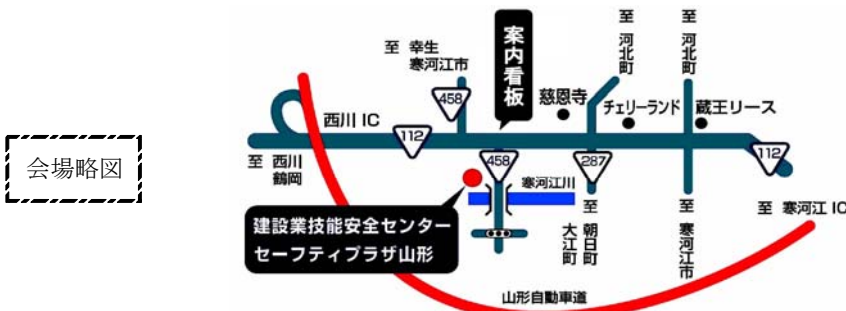 会場略図
至 幸生
寒河江市
案内看板
至 河北町
至 河北町
458
慈恩寺
チェリーランド
蔵王リース
西川 IC
112
至 西川
鶴岡
458
287
112
寒河江川
建設業技能安全センター
セーフティプラザ山形
至 朝日町
大江町
至 寒河江市
至 寒河江 IC
山形自動車道